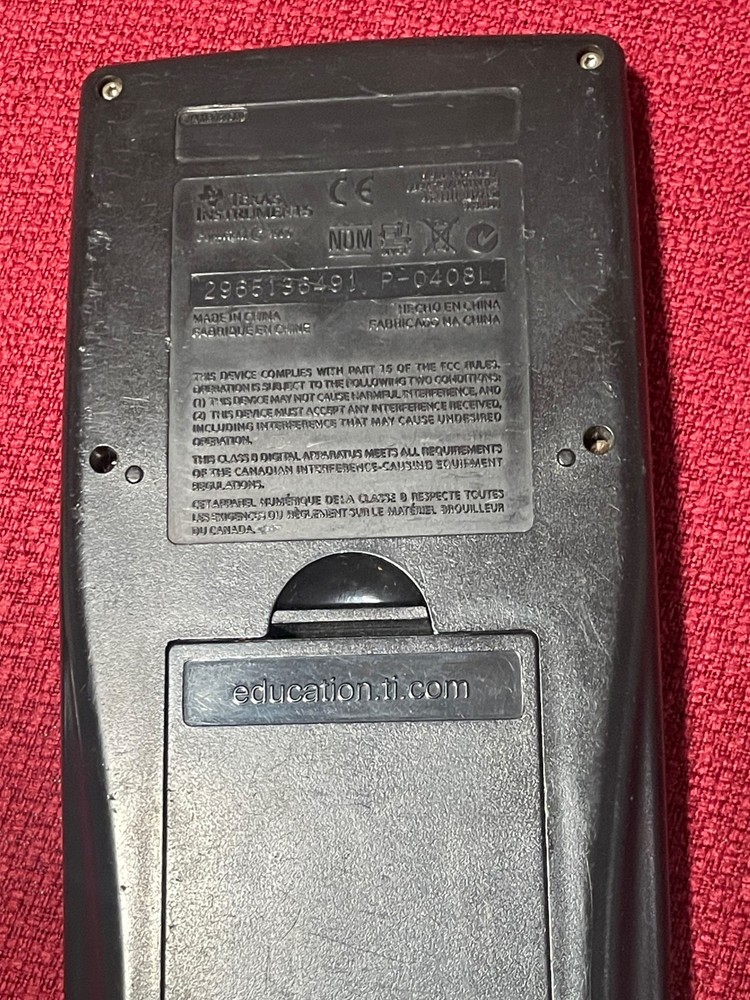 TEXAS
INSTRUMENTS
CE
NOM
2965136491 P-0408L
MADE IN CHINA
FABRIQUE EN CHINE
HECHO EN CHINA
FABRICADO NA CHINA
THIS DEVICE COMPLIES WITH PART 15 OF THE FCC RULES.
OPERATION IS SUBJECT TO THE FOLLOWING TWO CONDITIONS:
(1) THIS DEVICE MAY NOT CAUSE HARMFUL INTERFERENCE, AND
(2) THIS DEVICE MUST ACCEPT ANY INTERFERENCE RECEIVED,
INCLUDING INTERFERENCE THAT MAY CAUSE UNDESIRED
OPERATION.
THIS CLASS B DIGITAL APPARATUS MEETS ALL REQUIREMENTS
OF THE CANADIAN INTERFERENCE-CAUSING EQUIPMENT
REGULATIONS.
CET APPAREIL NUMÉRIQUE DE LA CLASSE B RESPECTE TOUTES
LES EXIGENCES DU RÈGLEMENT SUR LE MATÉRIEL BROUILLEUR
DU CANADA.
education.ti.com